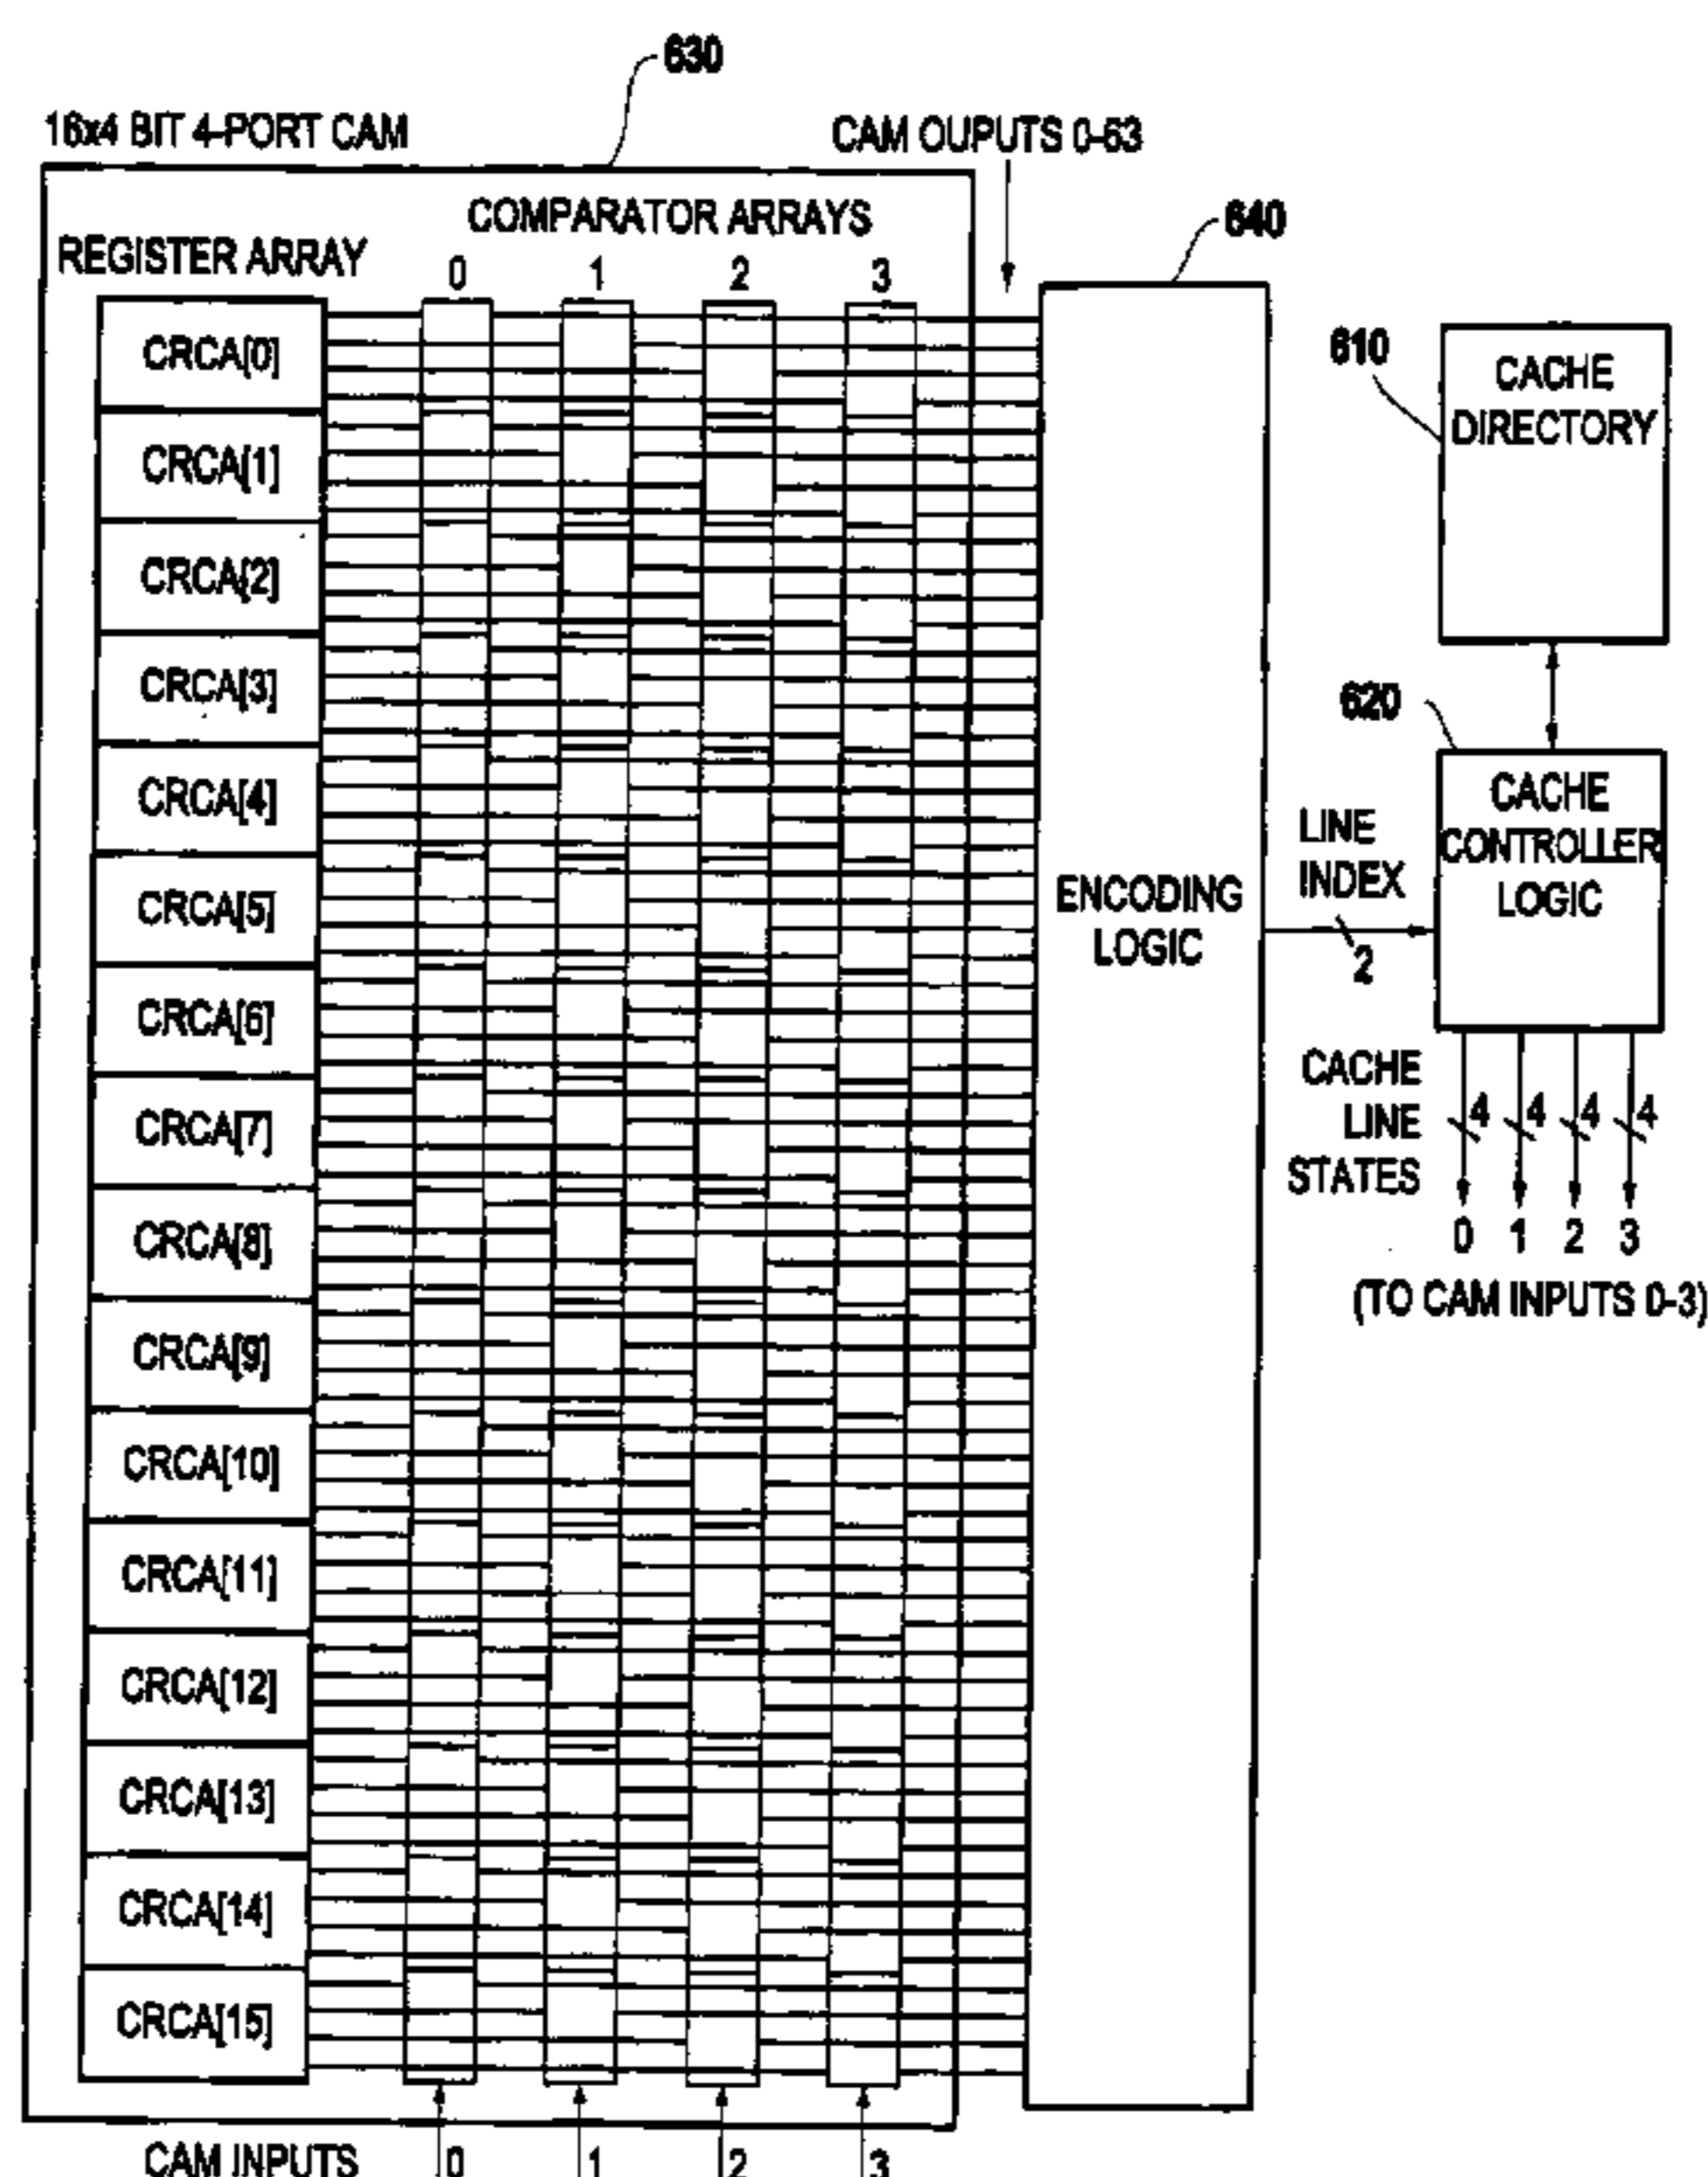 630
16x4 BIT 4-PORT CAM
CAM OUPUTS 0-63
COMPARATOR ARRAYS
REGISTER ARRAY
0 1 2 3
640
CRCA[0]
CRCA[1]
CRCA[2]
CRCA[3]
CRCA[4]
CRCA[5]
CRCA[6]
CRCA[7]
CRCA[8]
CRCA[9]
CRCA[10]
CRCA[11]
CRCA[12]
CRCA[13]
CRCA[14]
CRCA[15]
CAM INPUTS 0 1 2 3
ENCODING
LOGIC
610
CACHE
DIRECTORY
620
CACHE
CONTROLLER
LOGIC
LINE
INDEX
2
CACHE
LINE
STATES
4 4 4 4
0 1 2 3
(TO CAM INPUTS 0-3)